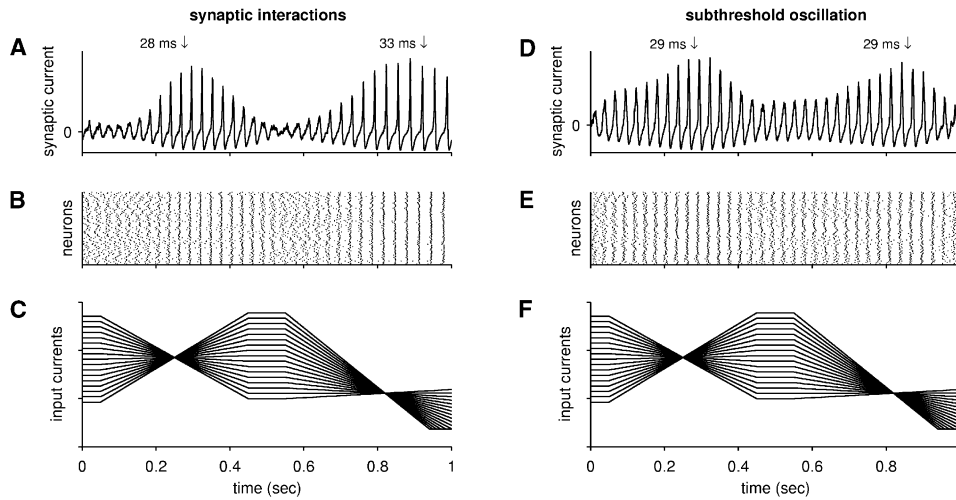 synaptic interactions
A
28 ms ↓
33 ms ↓
synaptic current
0
B
neurons
C
input currents
0
0.2
0.4
0.6
0.8
1
time (sec)
subthreshold oscillation
D
29 ms ↓
29 ms ↓
synaptic current
0
E
neurons
F
input currents
0
0.2
0.4
0.6
0.8
time (sec)